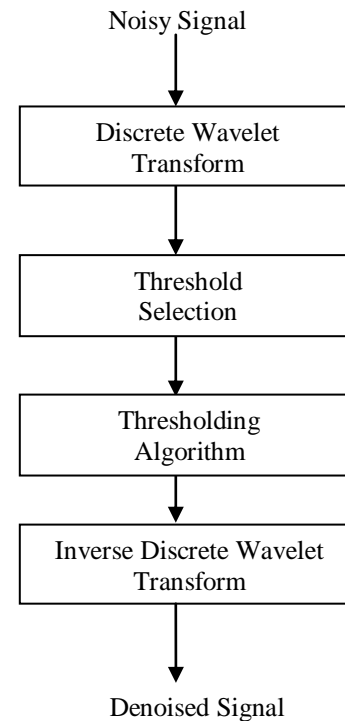 Noisy Signal
Discrete Wavelet
Transform
Threshold
Selection
Thresholding
Algorithm
Inverse Discrete Wavelet
Transform
Denoised Signal